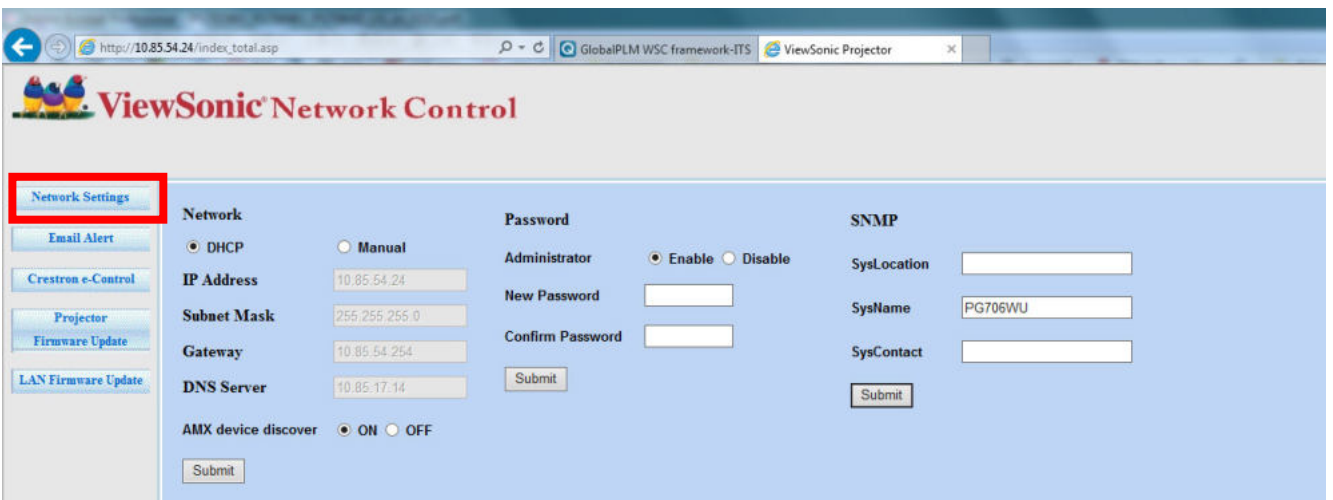 http://10.85.54.24/index_total.asp
GlobalPLM WSC framework-ITS
ViewSonic Projector
ViewSonic® Network Control
Network Settings
Email Alert
Crestron e-Control
Projector
Firmware Update
LAN Firmware Update
Network
DHCP Manual
IP Address 10.85.54.24
Subnet Mask 255.255.255.0
Gateway 10.85.54.254
DNS Server 10.85.17.14
AMX device discover ON OFF
Submit
Password
Administrator Enable Disable
New Password
Confirm Password
Submit
SNMP
SysLocation
SysName PG706WU
SysContact
Submit